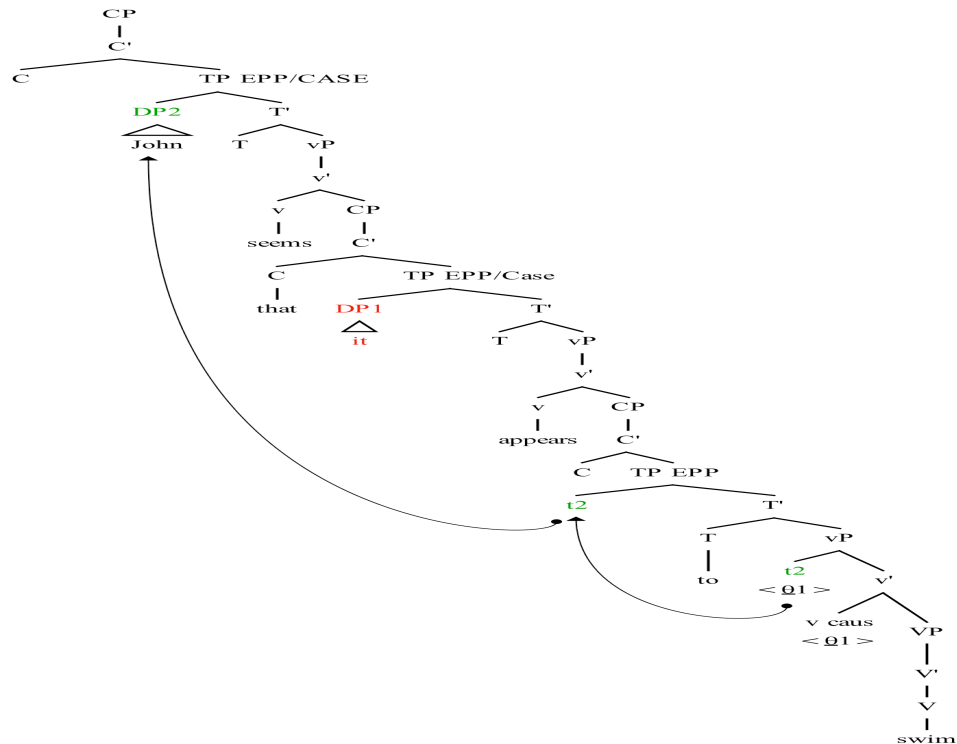 CP
C'
C TP EPP/CASE
DP2 T'
John T vP
v'
v CP
seems C'
C TP EPP/Case
that DP1 T'
it T vP
v'
v CP
appears C'
C TP EPP
t2 T'
T vP
to t2 v'
<θ1>
v caus VP
<θ1>
V'
V
swim